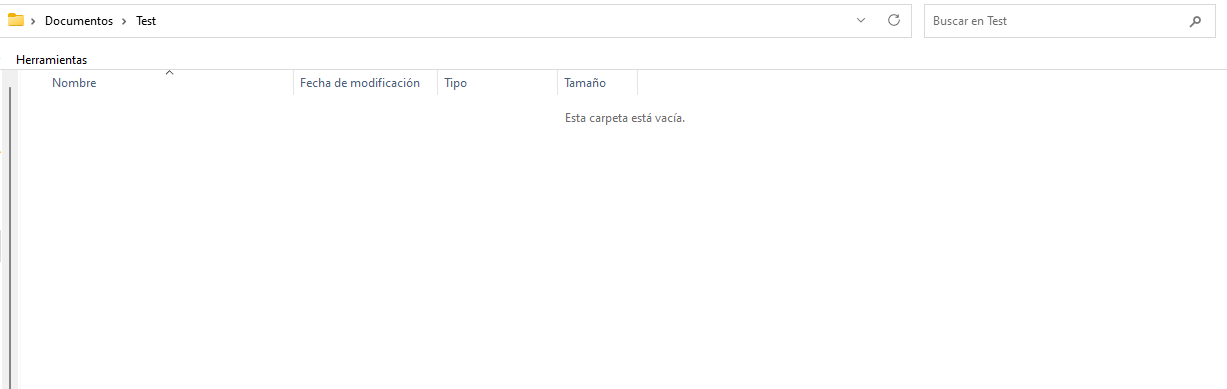 Documentos > Test
Buscar en Test
Herramientas
Nombre Fecha de modificación Tipo Tamaño
Esta carpeta está vacía.